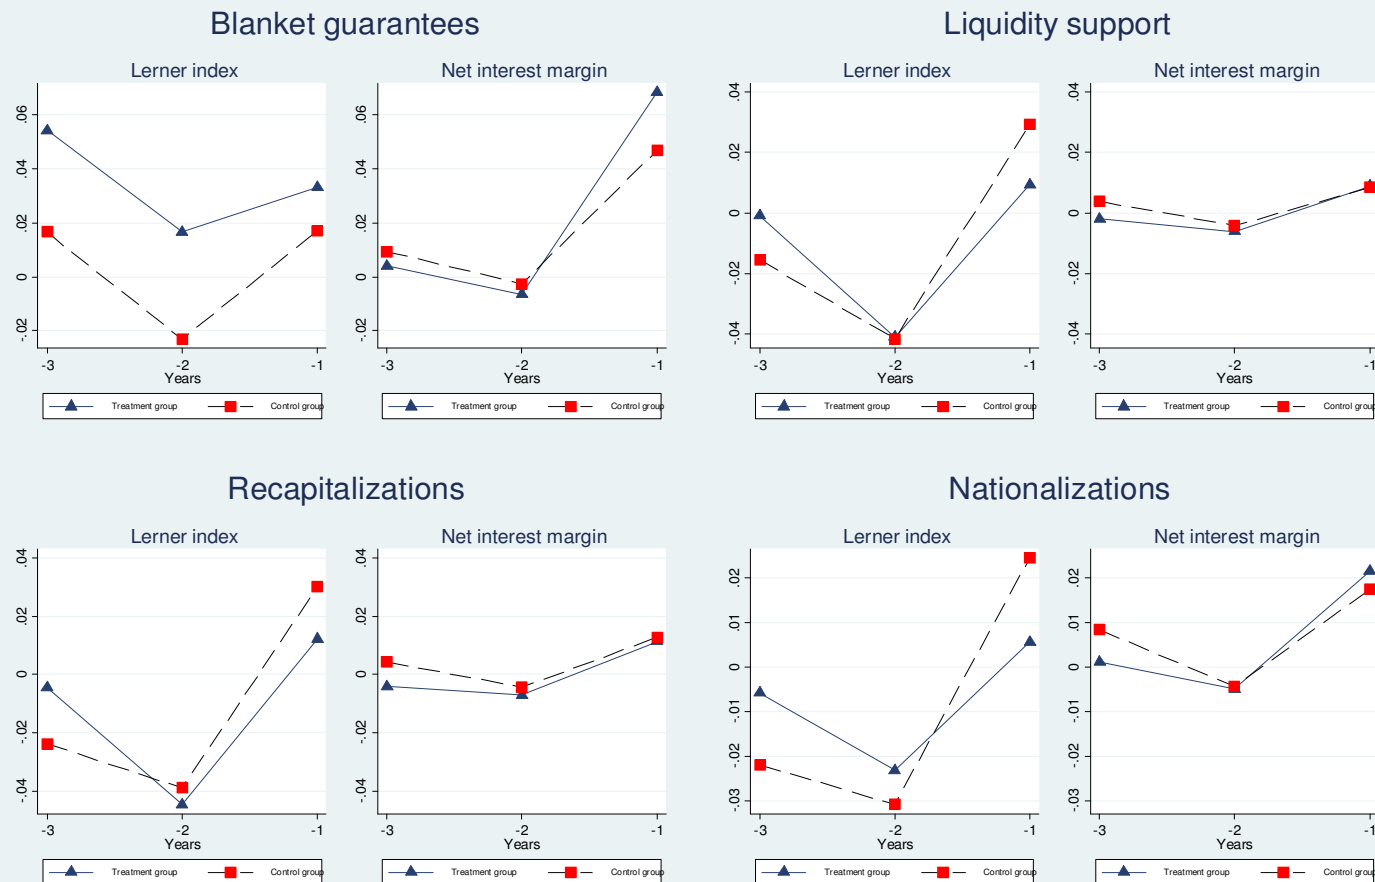 Blanket guarantees
Liquidity support
Lerner index
Net interest margin
Lerner index
Net interest margin
.06
.04
.02
0
-.02
-3
-2
-1
Years
.06
.04
.02
0
-.02
-3
-2
-1
Years
.04
.02
0
-.02
-.04
-3
-2
-1
Years
.04
.02
0
-.02
-.04
-3
-2
-1
Years
Treatment group Control group
Treatment group Control group
Treatment group Control group
Treatment group Control group
Recapitalizations
Nationalizations
Lerner index
Net interest margin
Lerner index
Net interest margin
.04
.02
0
-.02
-.04
-3
-2
-1
Years
.04
.02
0
-.02
-.04
-3
-2
-1
Years
.02
.01
0
-.01
-.02
-.03
-3
-2
-1
Years
.02
.01
0
-.01
-.02
-.03
-3
-2
-1
Years
Treatment group Control group
Treatment group Control group
Treatment group Control group
Treatment group Control group